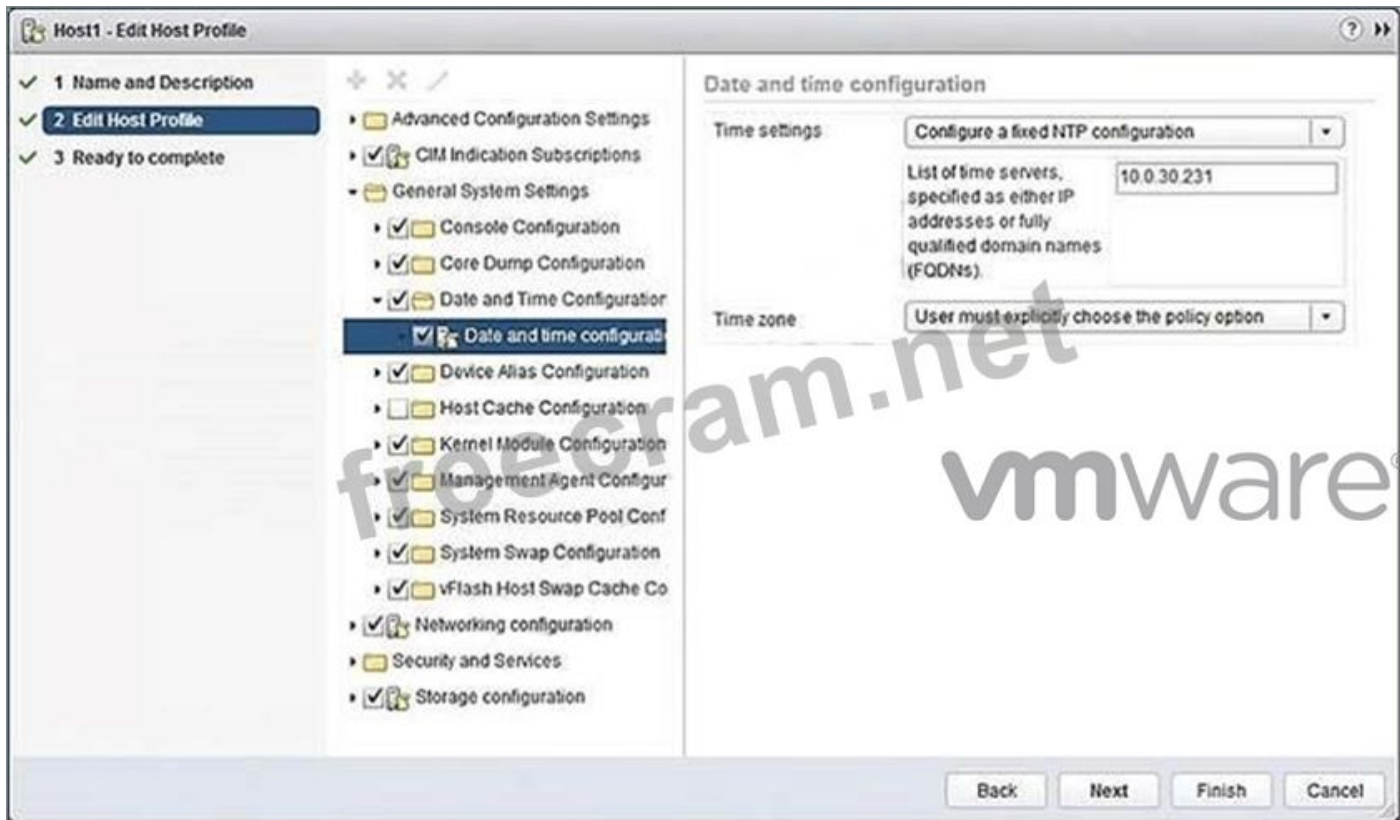 Host1 - Edit Host Profile
1 Name and Description
2 Edit Host Profile
3 Ready to complete
Advanced Configuration Settings
CIM Indication Subscriptions
General System Settings
Console Configuration
Core Dump Configuration
Date and Time Configuration
Date and time configurati
Device Alias Configuration
Host Cache Configuration
Kernel Module Configuration
Management Agent Configur
System Resource Pool Conf
System Swap Configuration
vFlash Host Swap Cache Co
Networking configuration
Security and Services
Storage configuration
Date and time configuration
Time settings
Configure a fixed NTP configuration
List of time servers,
specified as either IP
addresses or fully
qualified domain names
(FQDNs).
10.0.30.231
Time zone
User must explicitly choose the policy option
froecram.net
vmware
Back
Next
Finish
Cancel